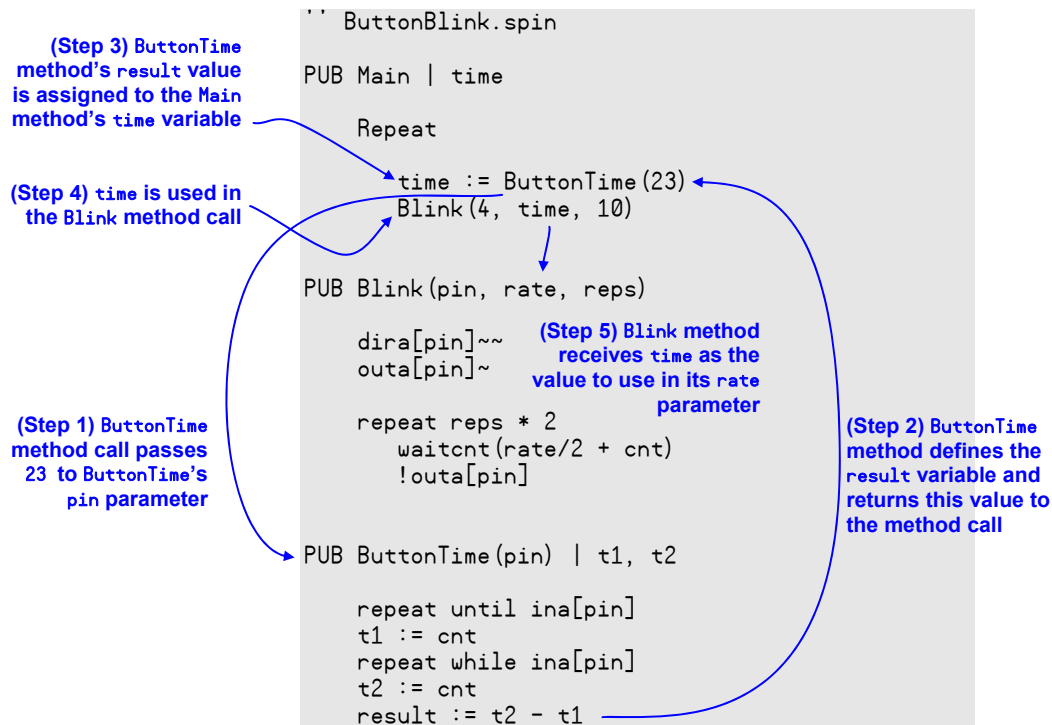 '' ButtonBlink.spin
PUB Main | time
Repeat
time := ButtonTime(23)
Blink(4, time, 10)
PUB Blink(pin, rate, reps)
dira[pin]~~
outa[pin]~
repeat reps * 2
waitcnt(rate/2 + cnt)
!outa[pin]
PUB ButtonTime(pin) | t1, t2
repeat until ina[pin]
t1 := cnt
repeat while ina[pin]
t2 := cnt
result := t2 - t1
(Step 3) ButtonTime
method's result value
is assigned to the Main
method's time variable
(Step 4) time is used in
the Blink method call
(Step 5) Blink method
receives time as the
value to use in its rate
parameter
(Step 1) ButtonTime
method call passes
23 to ButtonTime's
pin parameter
(Step 2) ButtonTime
method defines the
result variable and
returns this value to
the method call